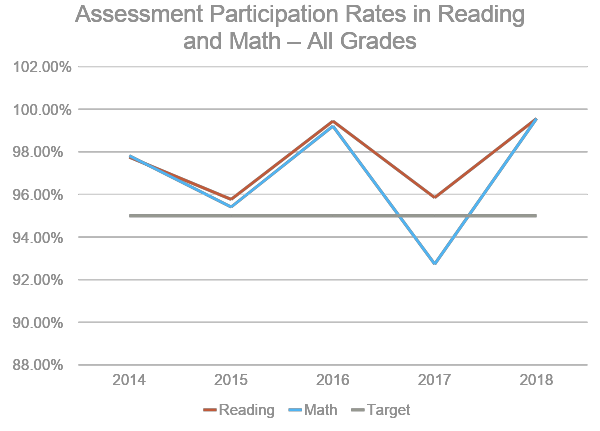 Assessment Participation Rates in Reading
and Math – All Grades
102.00%
100.00%
98.00%
96.00%
94.00%
92.00%
90.00%
88.00%
2014 2015 2016 2017 2018
Reading Math Target